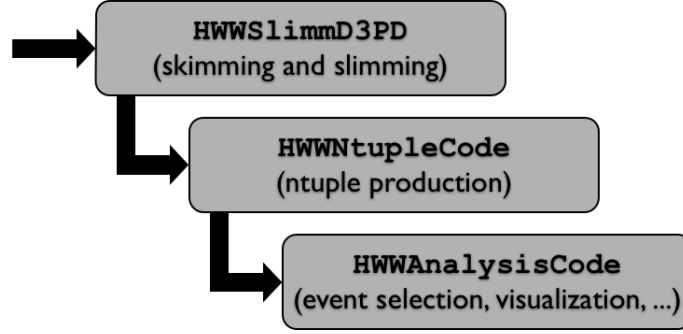 HWWSlimmD3PD
(skimming and slimming)
HWWNtupleCode
(ntuple production)
HWWAnalysisCode
(event selection, visualization, ...)